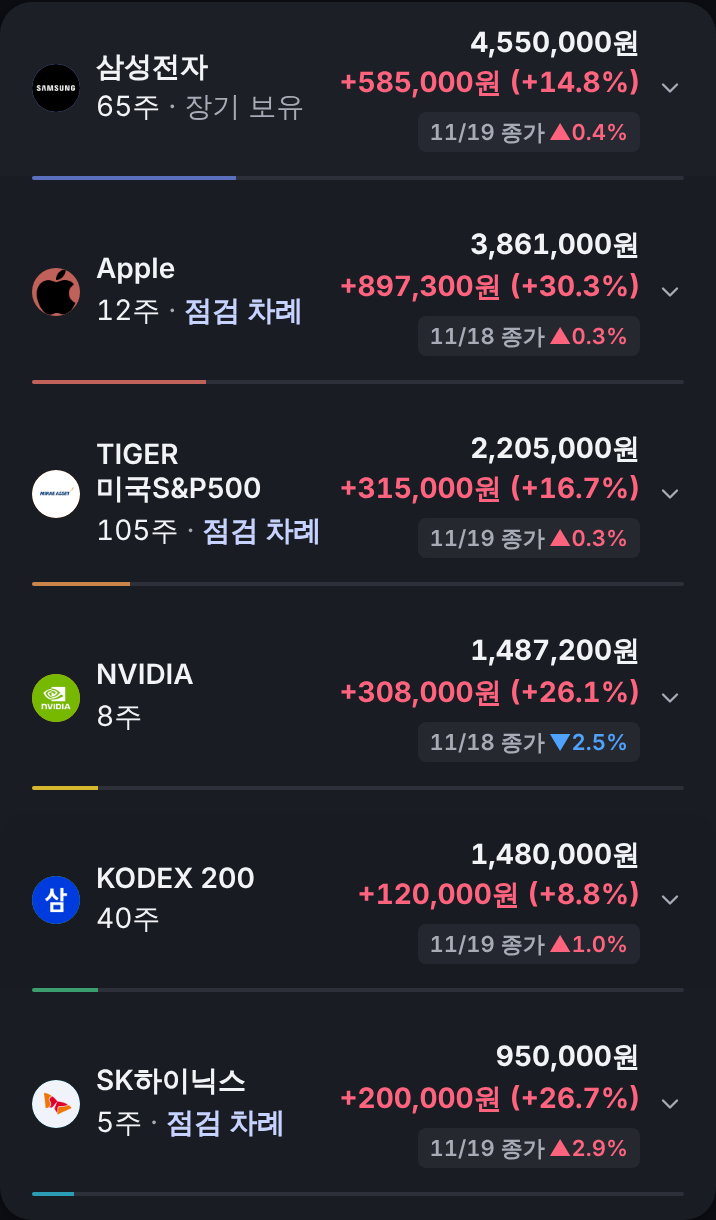 SAMSUNG
삼성전자
65주 · 장기 보유
4,550,000원
+585,000원 (+14.8%)
11/19 종가 ▲0.4%
Apple
12주 · 점검 차례
3,861,000원
+897,300원 (+30.3%)
11/18 종가 ▲0.3%
MIRAE ASSET
TIGER
미국S&P500
105주 · 점검 차례
2,205,000원
+315,000원 (+16.7%)
11/19 종가 ▲0.3%
NVIDIA
NVIDIA
8주
1,487,200원
+308,000원 (+26.1%)
11/18 종가 ▼2.5%
삼
KODEX 200
40주
1,480,000원
+120,000원 (+8.8%)
11/19 종가 ▲1.0%
SK하이닉스
5주 · 점검 차례
950,000원
+200,000원 (+26.7%)
11/19 종가 ▲2.9%